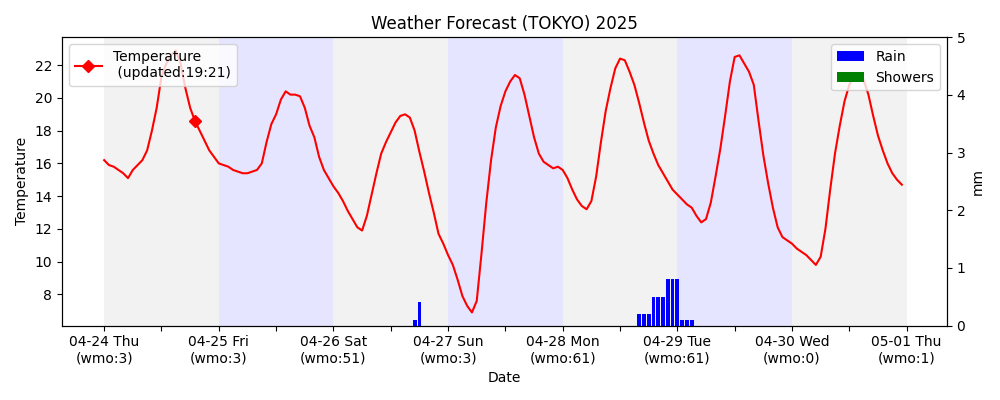 Weather Forecast (TOKYO) 2025
Temperature
(updated:19:21)
Rain
Showers
Temperature
22
20
18
16
14
12
10
8
5
4
3
2
1
0
mm
04-24 Thu 04-25 Fri 04-26 Sat 04-27 Sun 04-28 Mon 04-29 Tue 04-30 Wed 05-01 Thu
(wmo:3) (wmo:3) (wmo:51) (wmo:3) (wmo:61) (wmo:61) (wmo:0) (wmo:1)
Date